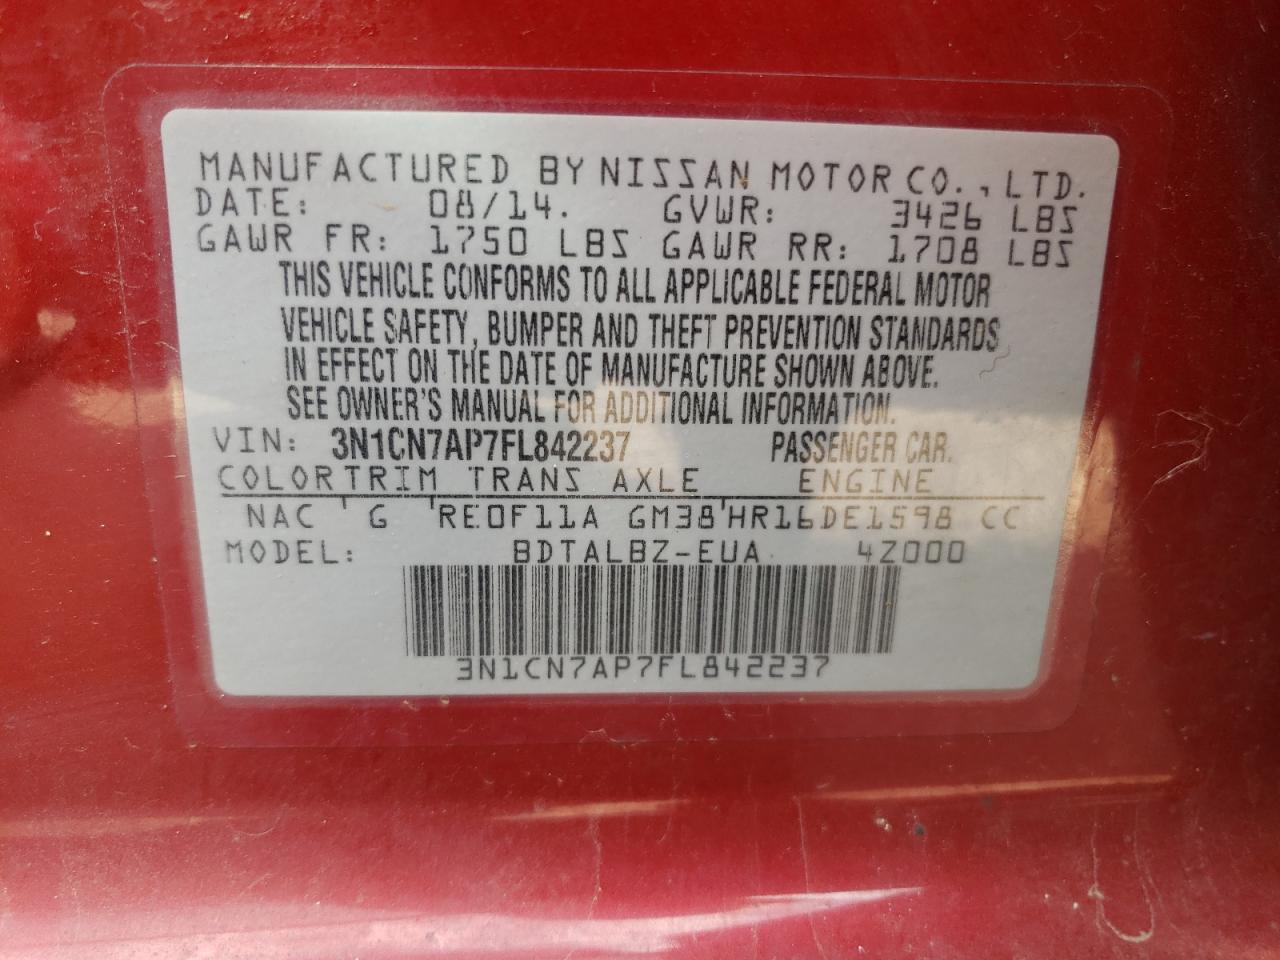 MANUFACTURED BY NISSAN MOTOR CO., LTD.
DATE: 08/14. GVWR: 3426 LBS
GAWR FR: 1750 LBS GAWR RR: 1708 LBS
THIS VEHICLE CONFORMS TO ALL APPLICABLE FEDERAL MOTOR
VEHICLE SAFETY, BUMPER AND THEFT PREVENTION STANDARDS
IN EFFECT ON THE DATE OF MANUFACTURE SHOWN ABOVE.
SEE OWNER'S MANUAL FOR ADDITIONAL INFORMATION.
VIN: 3N1CN7AP7FL842237 PASSENGER CAR.
COLOR TRIM TRANS AXLE ENGINE
NAC ' G 'RE0F11A GM38'HR16DE1598 CC
MODEL: BDTALBZ-EUA 4Z000
3N1CN7AP7FL842237